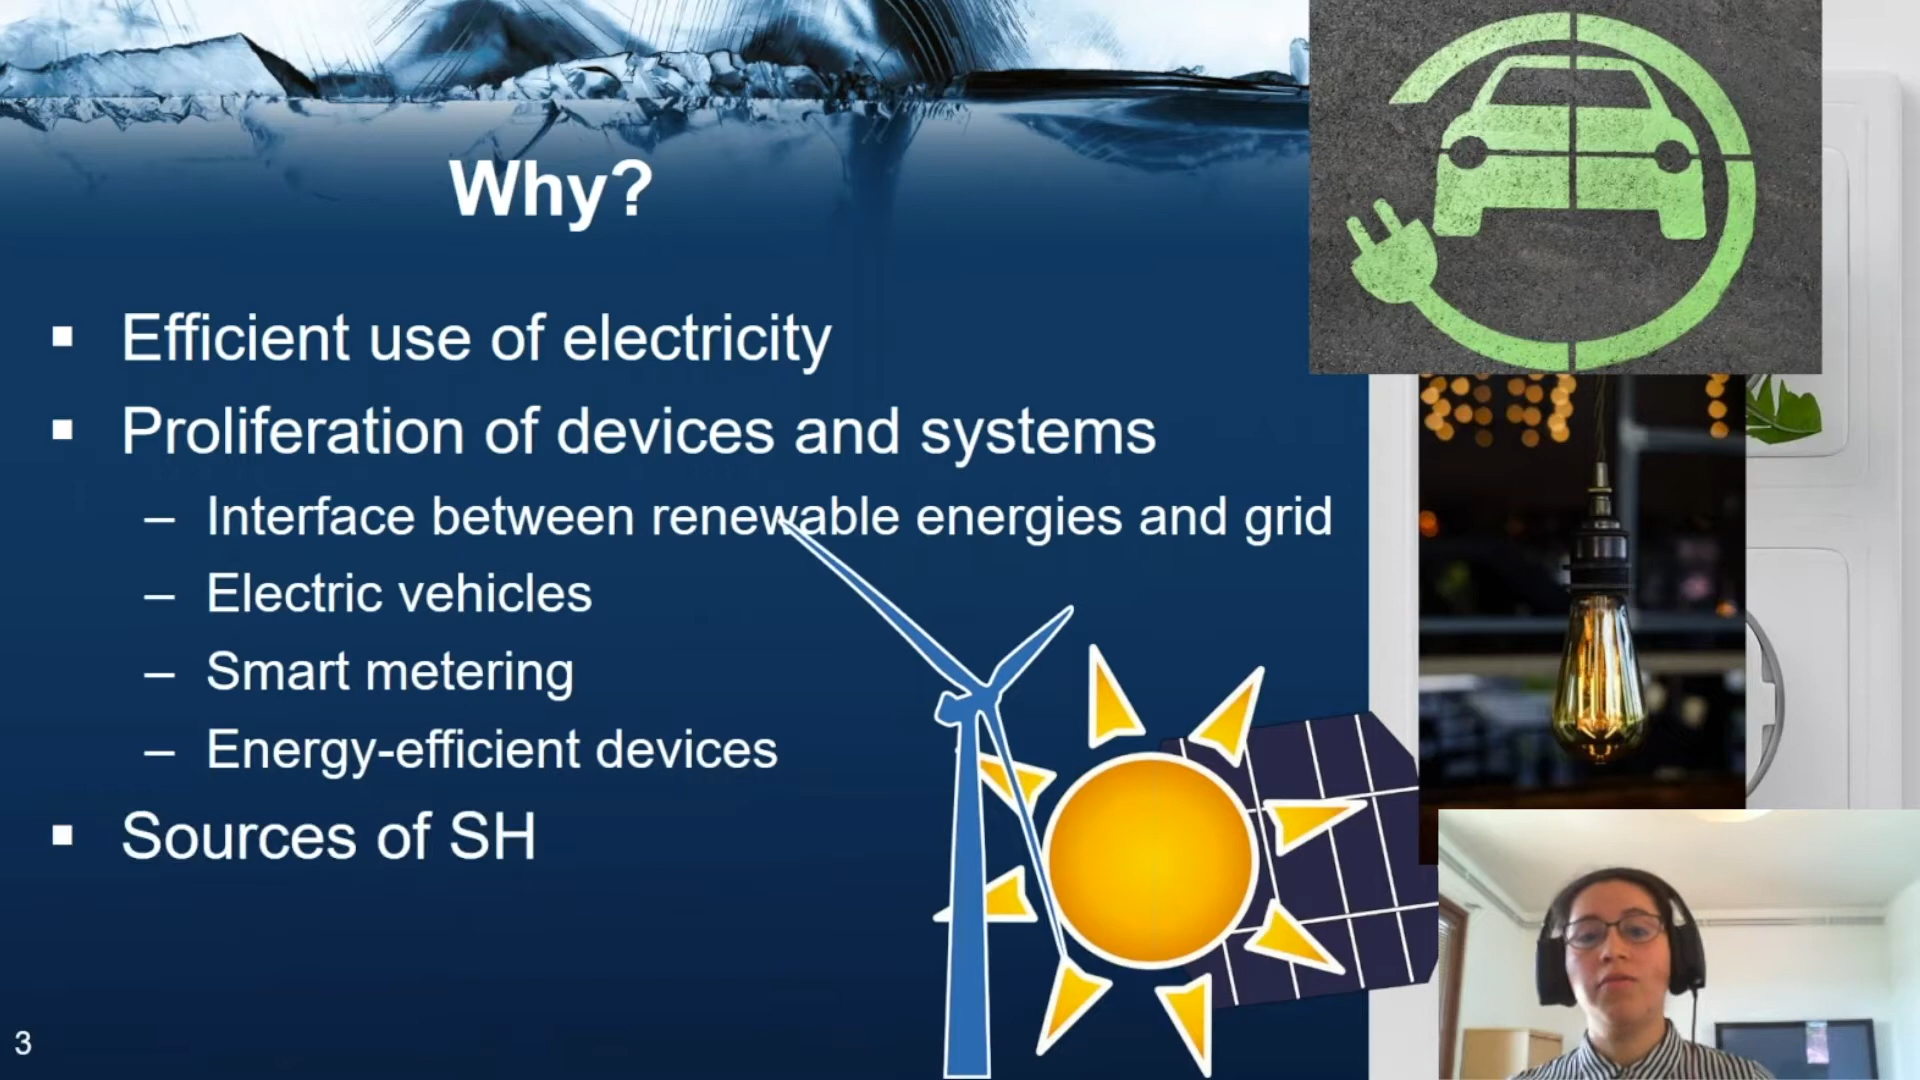 Why?
▪ Efficient use of electricity
▪ Proliferation of devices and systems
– Interface between renewable energies and grid
– Electric vehicles
– Smart metering
– Energy-efficient devices
▪ Sources of SH
3